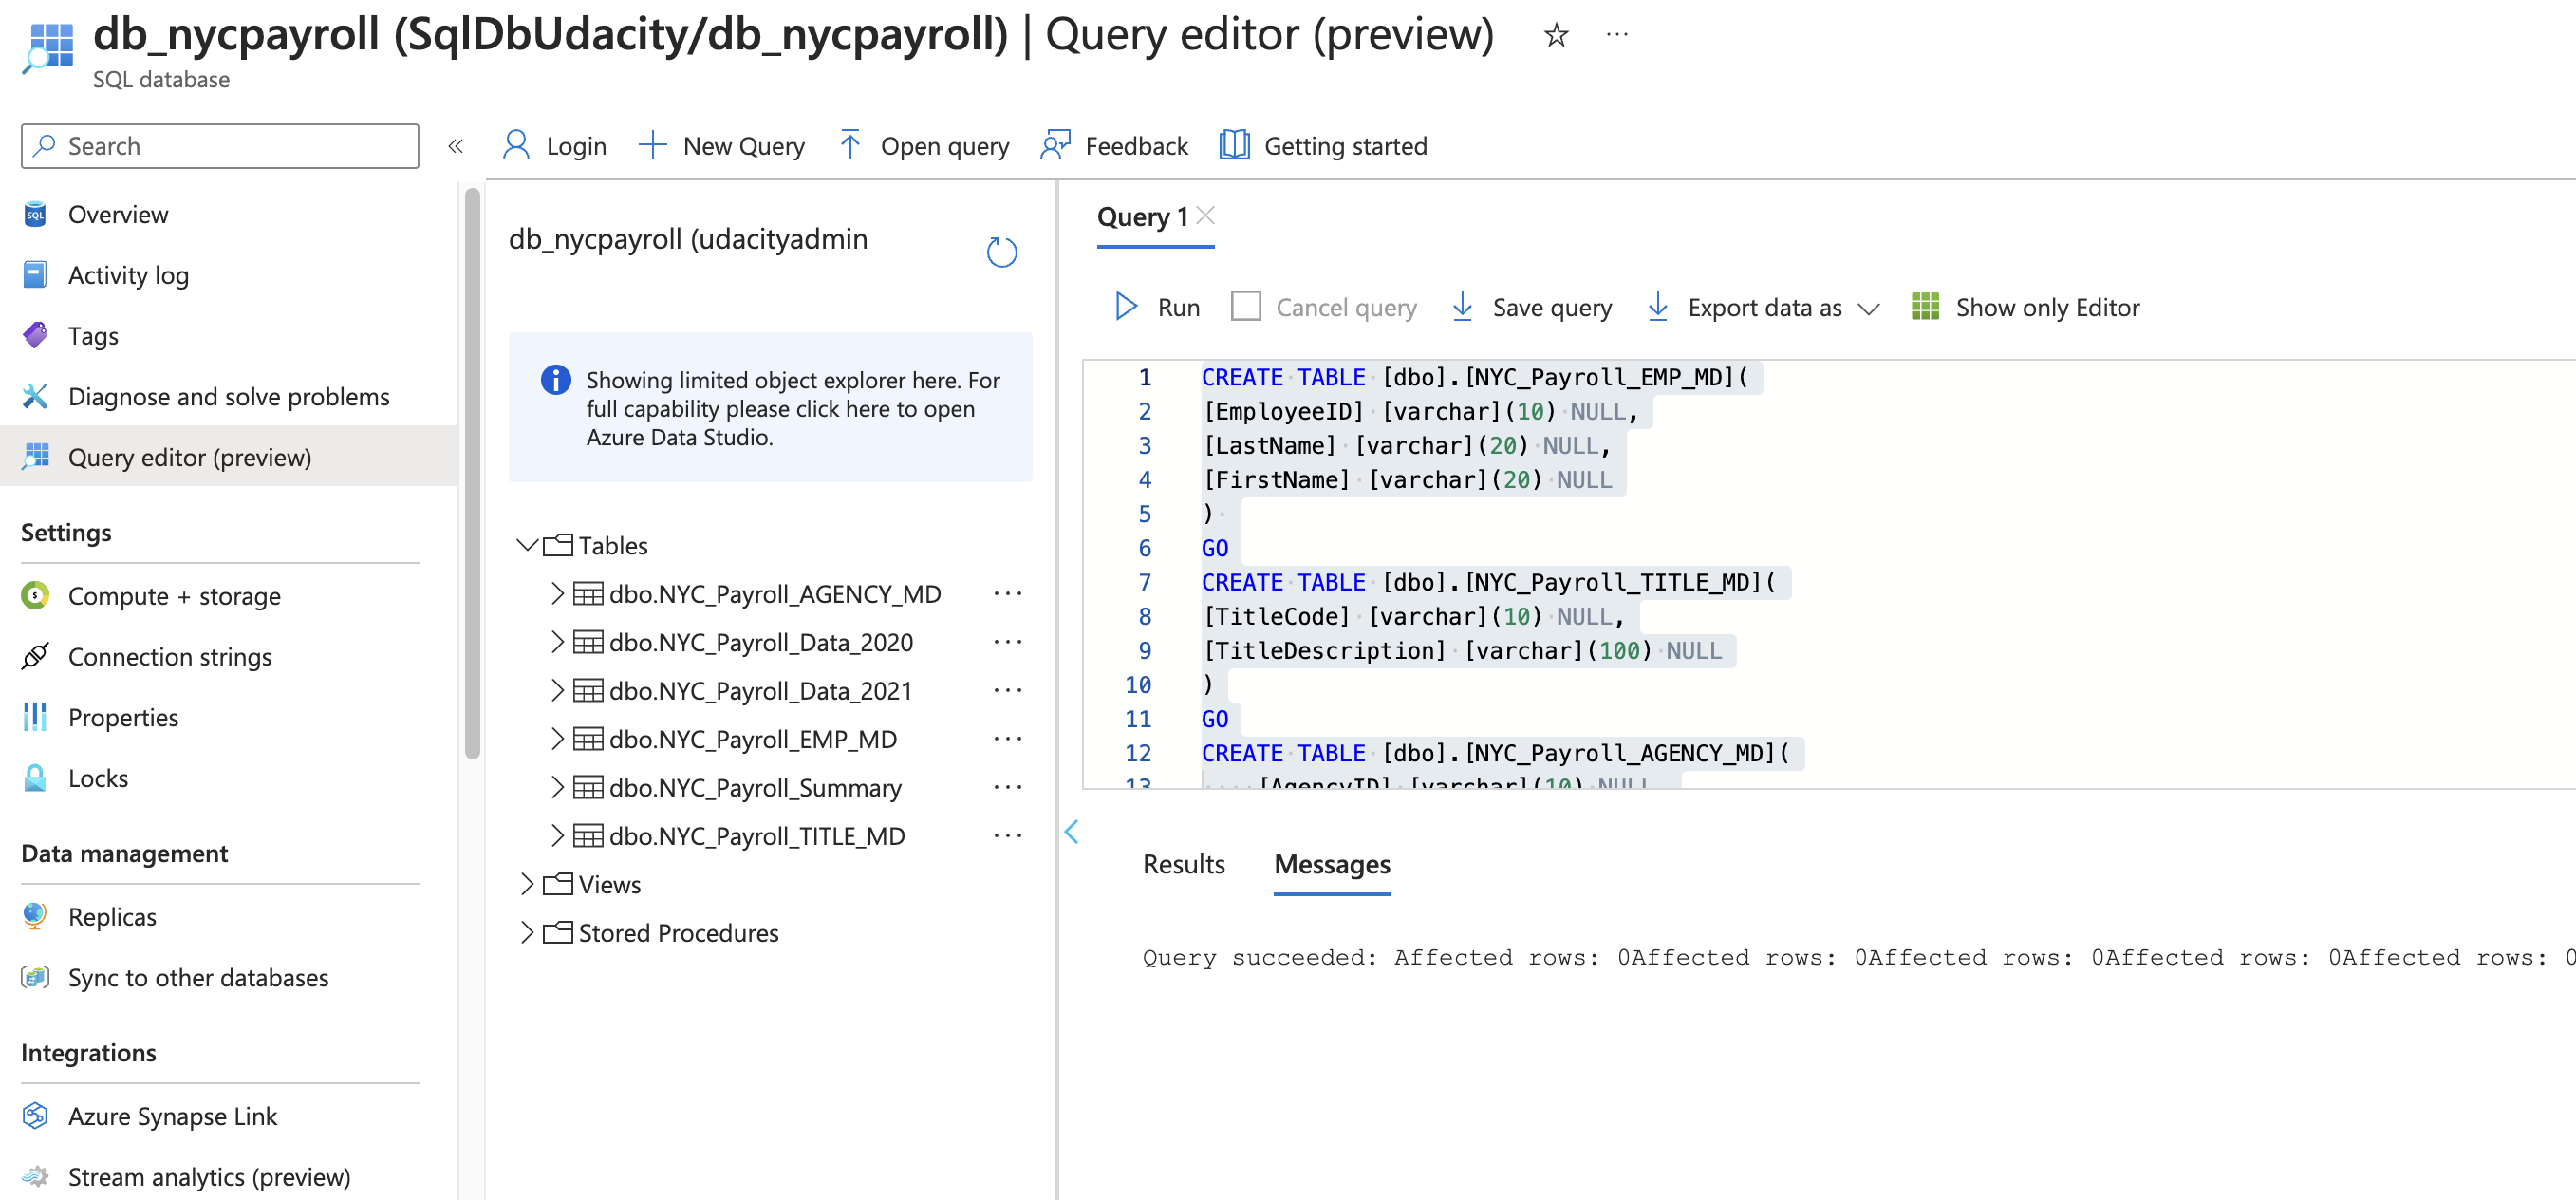 db_nycpayroll (SqlDbUdacity/db_nycpayroll) | Query editor (preview) ☆ ···
SQL database
Search «
Overview
Activity log
Tags
Diagnose and solve problems
Query editor (preview)
Settings
Compute + storage
Connection strings
Properties
Locks
Data management
Replicas
Sync to other databases
Integrations
Azure Synapse Link
Stream analytics (preview)
Login New Query Open query Feedback Getting started
db_nycpayroll (udacityadmin
Showing limited object explorer here. For
full capability please click here to open
Azure Data Studio.
Tables
dbo.NYC_Payroll_AGENCY_MD ···
dbo.NYC_Payroll_Data_2020 ···
dbo.NYC_Payroll_Data_2021 ···
dbo.NYC_Payroll_EMP_MD ···
dbo.NYC_Payroll_Summary ···
dbo.NYC_Payroll_TITLE_MD ···
Views
Stored Procedures
Query 1
Run Cancel query Save query Export data as Show only Editor
1 CREATE TABLE [dbo].[NYC_Payroll_EMP_MD](
2 [EmployeeID] [varchar](10) NULL,
3 [LastName] [varchar](20) NULL,
4 [FirstName] [varchar](20) NULL
5 )
6 GO
7 CREATE TABLE [dbo].[NYC_Payroll_TITLE_MD](
8 [TitleCode] [varchar](10) NULL,
9 [TitleDescription] [varchar](100) NULL
10 )
11 GO
12 CREATE TABLE [dbo].[NYC_Payroll_AGENCY_MD](
13 [AgencyID] [varchar](10) NULL
Results Messages
Query succeeded: Affected rows: 0Affected rows: 0Affected rows: 0Affected rows: 0Affected rows: 0